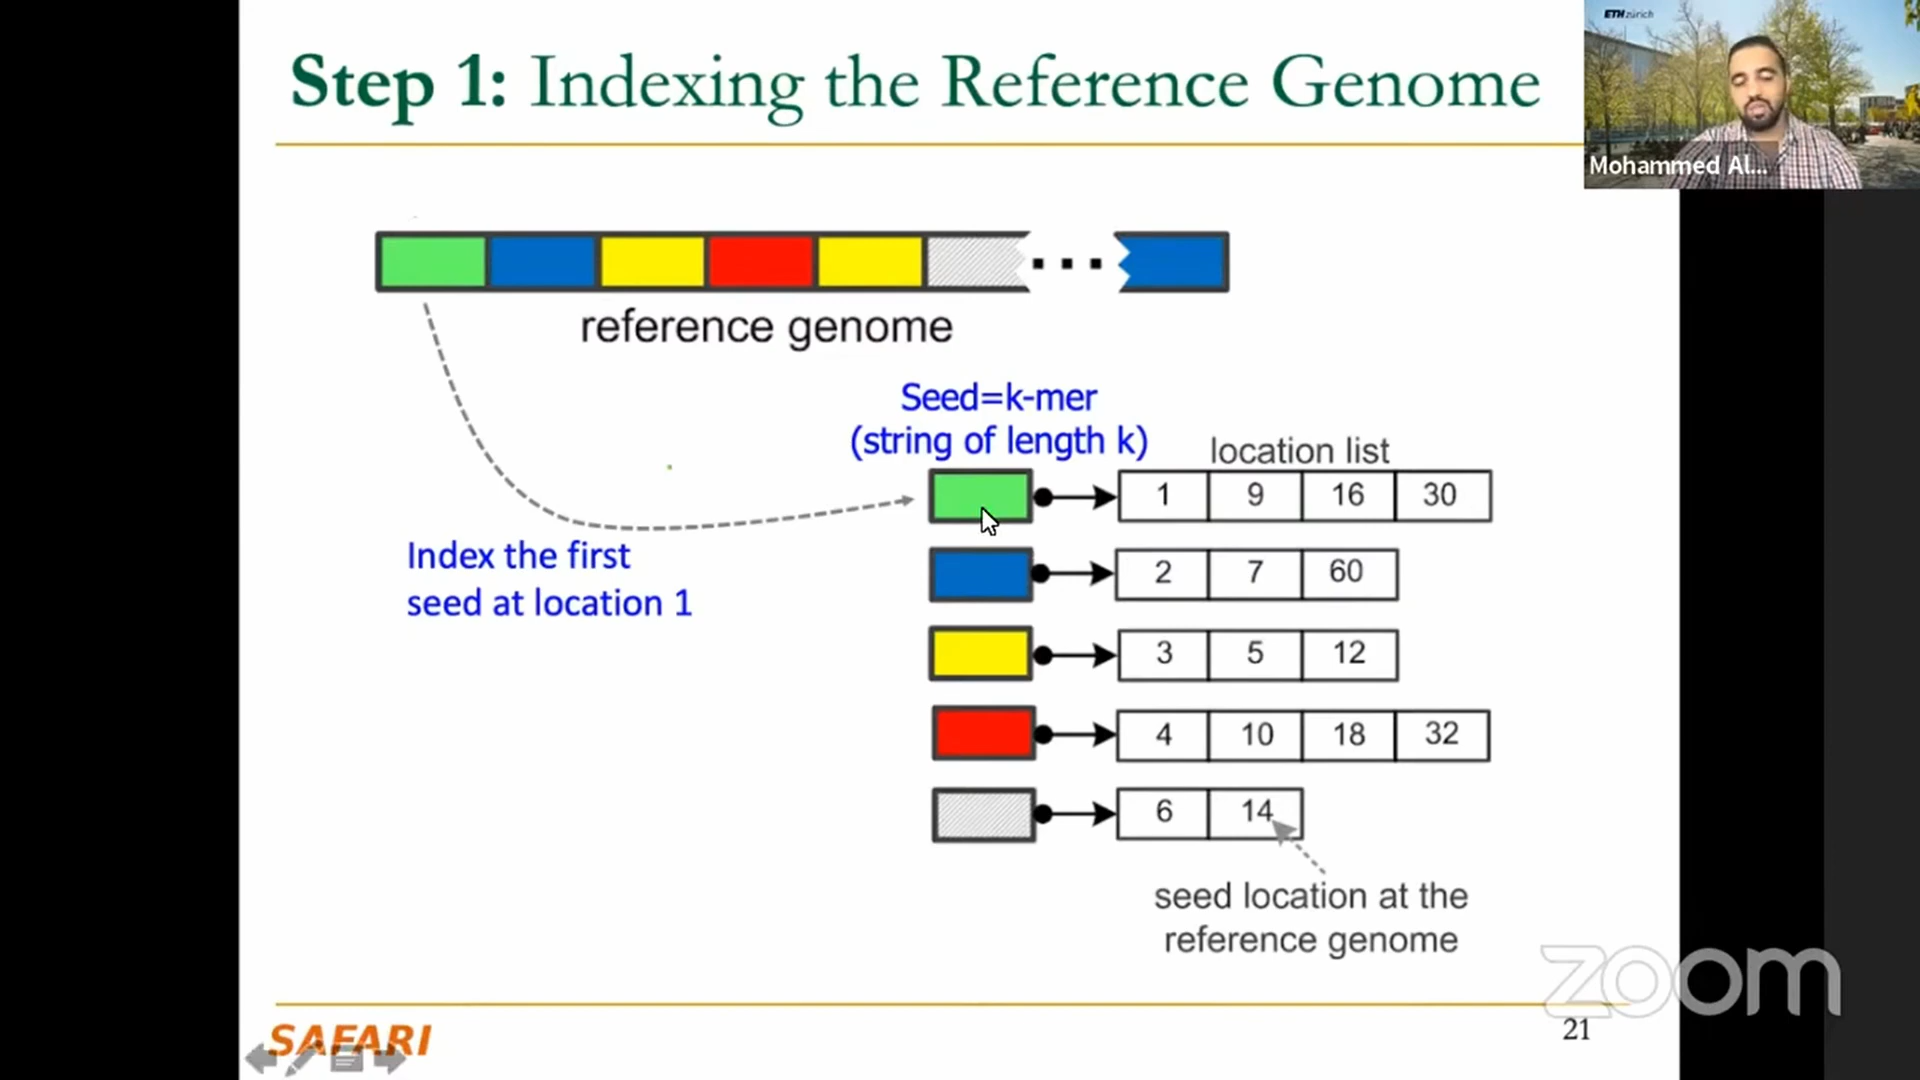 Step 1: Indexing the Reference Genome
ETH zürich
Mohammed Al...
reference genome
Seed=k-mer
(string of length k)
location list
1 9 16 30
Index the first
seed at location 1
2 7 60
3 5 12
4 10 18 32
6 14
seed location at the
reference genome
zoom
SAFARI
21